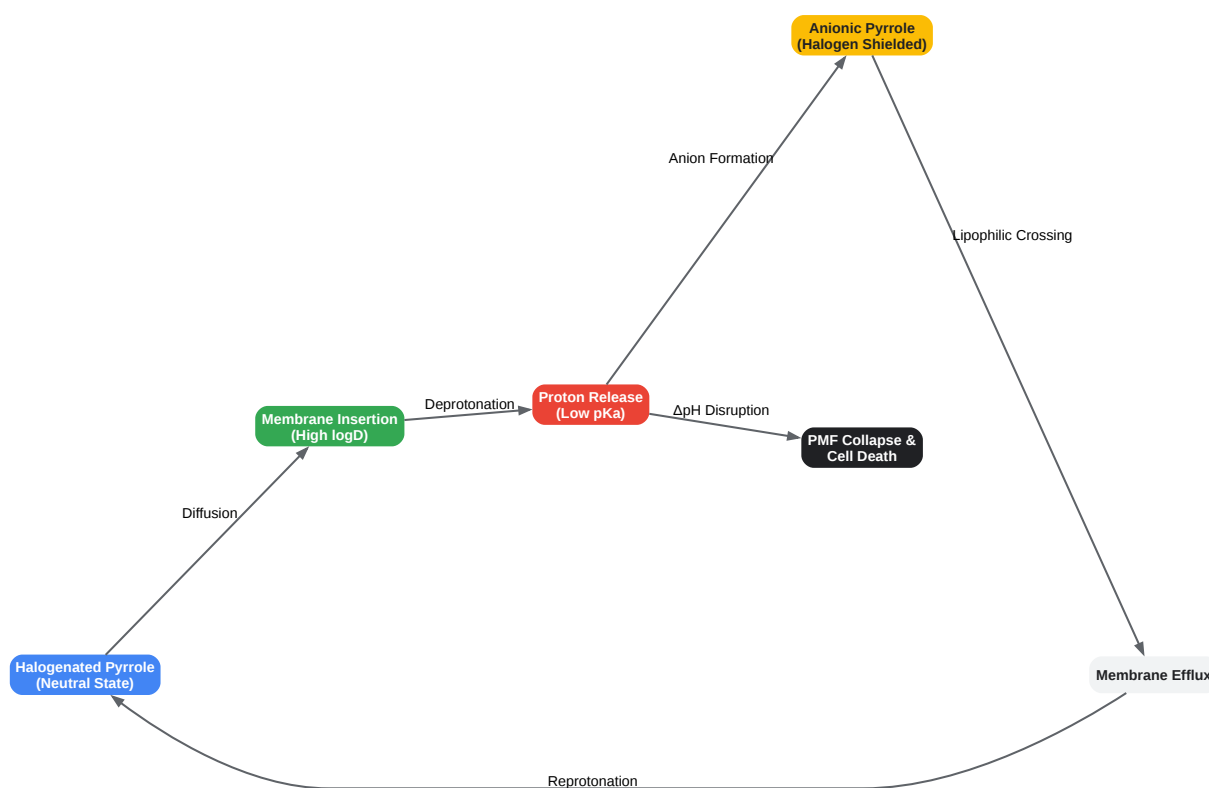 Anionic Pyrrole
(Halogen Shielded)
Anion Formation
Lipophilic Crossing
Proton Release
(Low pKa)
Deprotonation
ΔpH Disruption
Membrane Insertion
(High logD)
PMF Collapse &
Cell Death
Diffusion
Halogenated Pyrrole
(Neutral State)
Membrane Efflux
Reprotonation